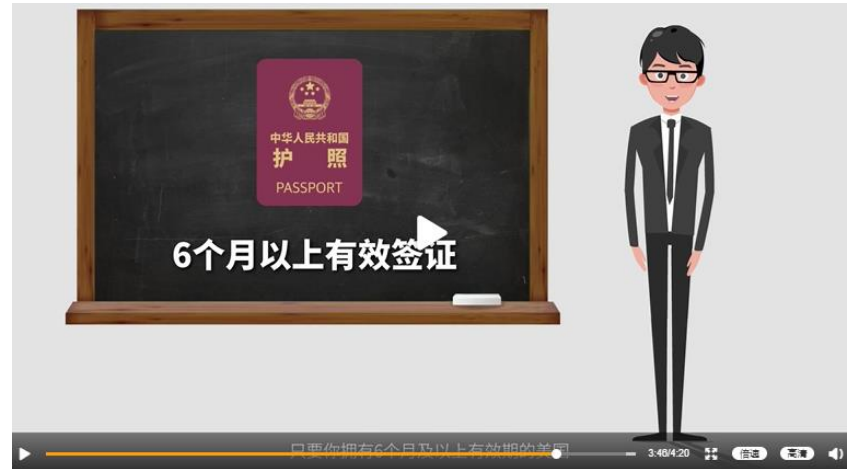 中华人民共和国
护 照
PASSPORT
6个月以上有效签证
只要你拥有6个月及以上有效期的美国
3:46/4:20
倍速
高清